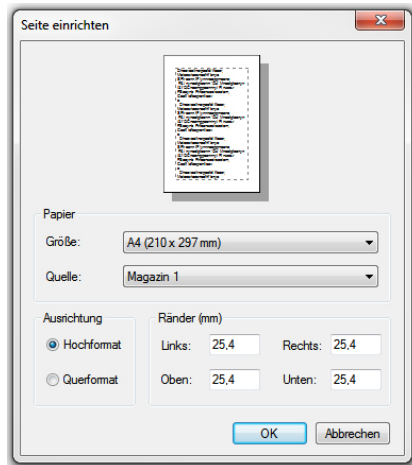 Seite einrichten
Papier
Größe: A4 (210 x 297 mm)
Quelle: Magazin 1
Ausrichtung
Hochformat
Querformat
Ränder (mm)
Links: 25,4 Rechts: 25,4
Oben: 25,4 Unten: 25,4
OK Abbrechen